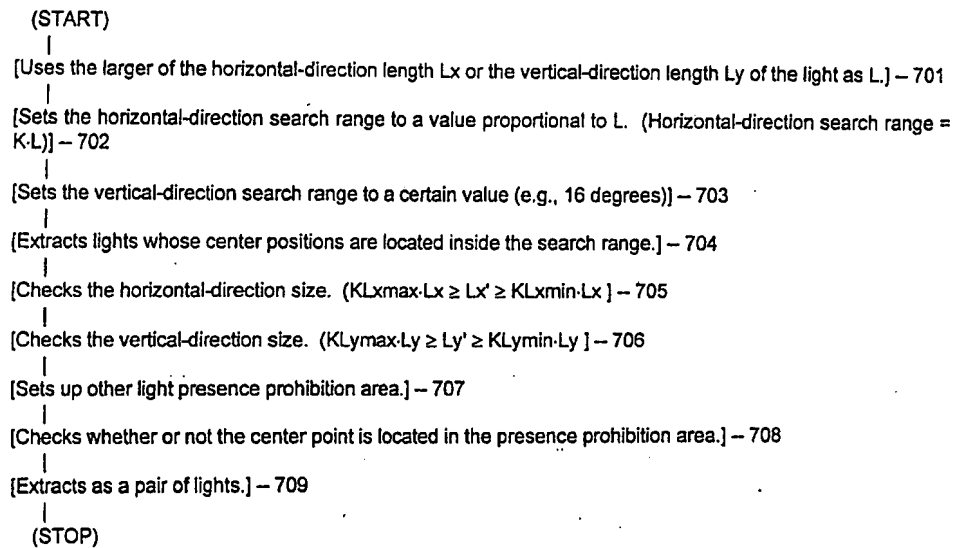 (START)
[Uses the larger of the horizontal-direction length Lx or the vertical-direction length Ly of the light as L.] – 701
[Sets the horizontal-direction search range to a value proportional to L. (Horizontal-direction search range =
K·L)] – 702
[Sets the vertical-direction search range to a certain value (e.g., 16 degrees)] – 703
[Extracts lights whose center positions are located inside the search range.] – 704
[Checks the horizontal-direction size. (KLxmax·Lx ≥ Lx' ≥ KLxmin·Lx ] – 705
[Checks the vertical-direction size. (KLymax·Ly ≥ Ly' ≥ KLymin·Ly ] – 706
[Sets up other light presence prohibition area.] – 707
[Checks whether or not the center point is located in the presence prohibition area.] – 708
[Extracts as a pair of lights.] – 709
(STOP)